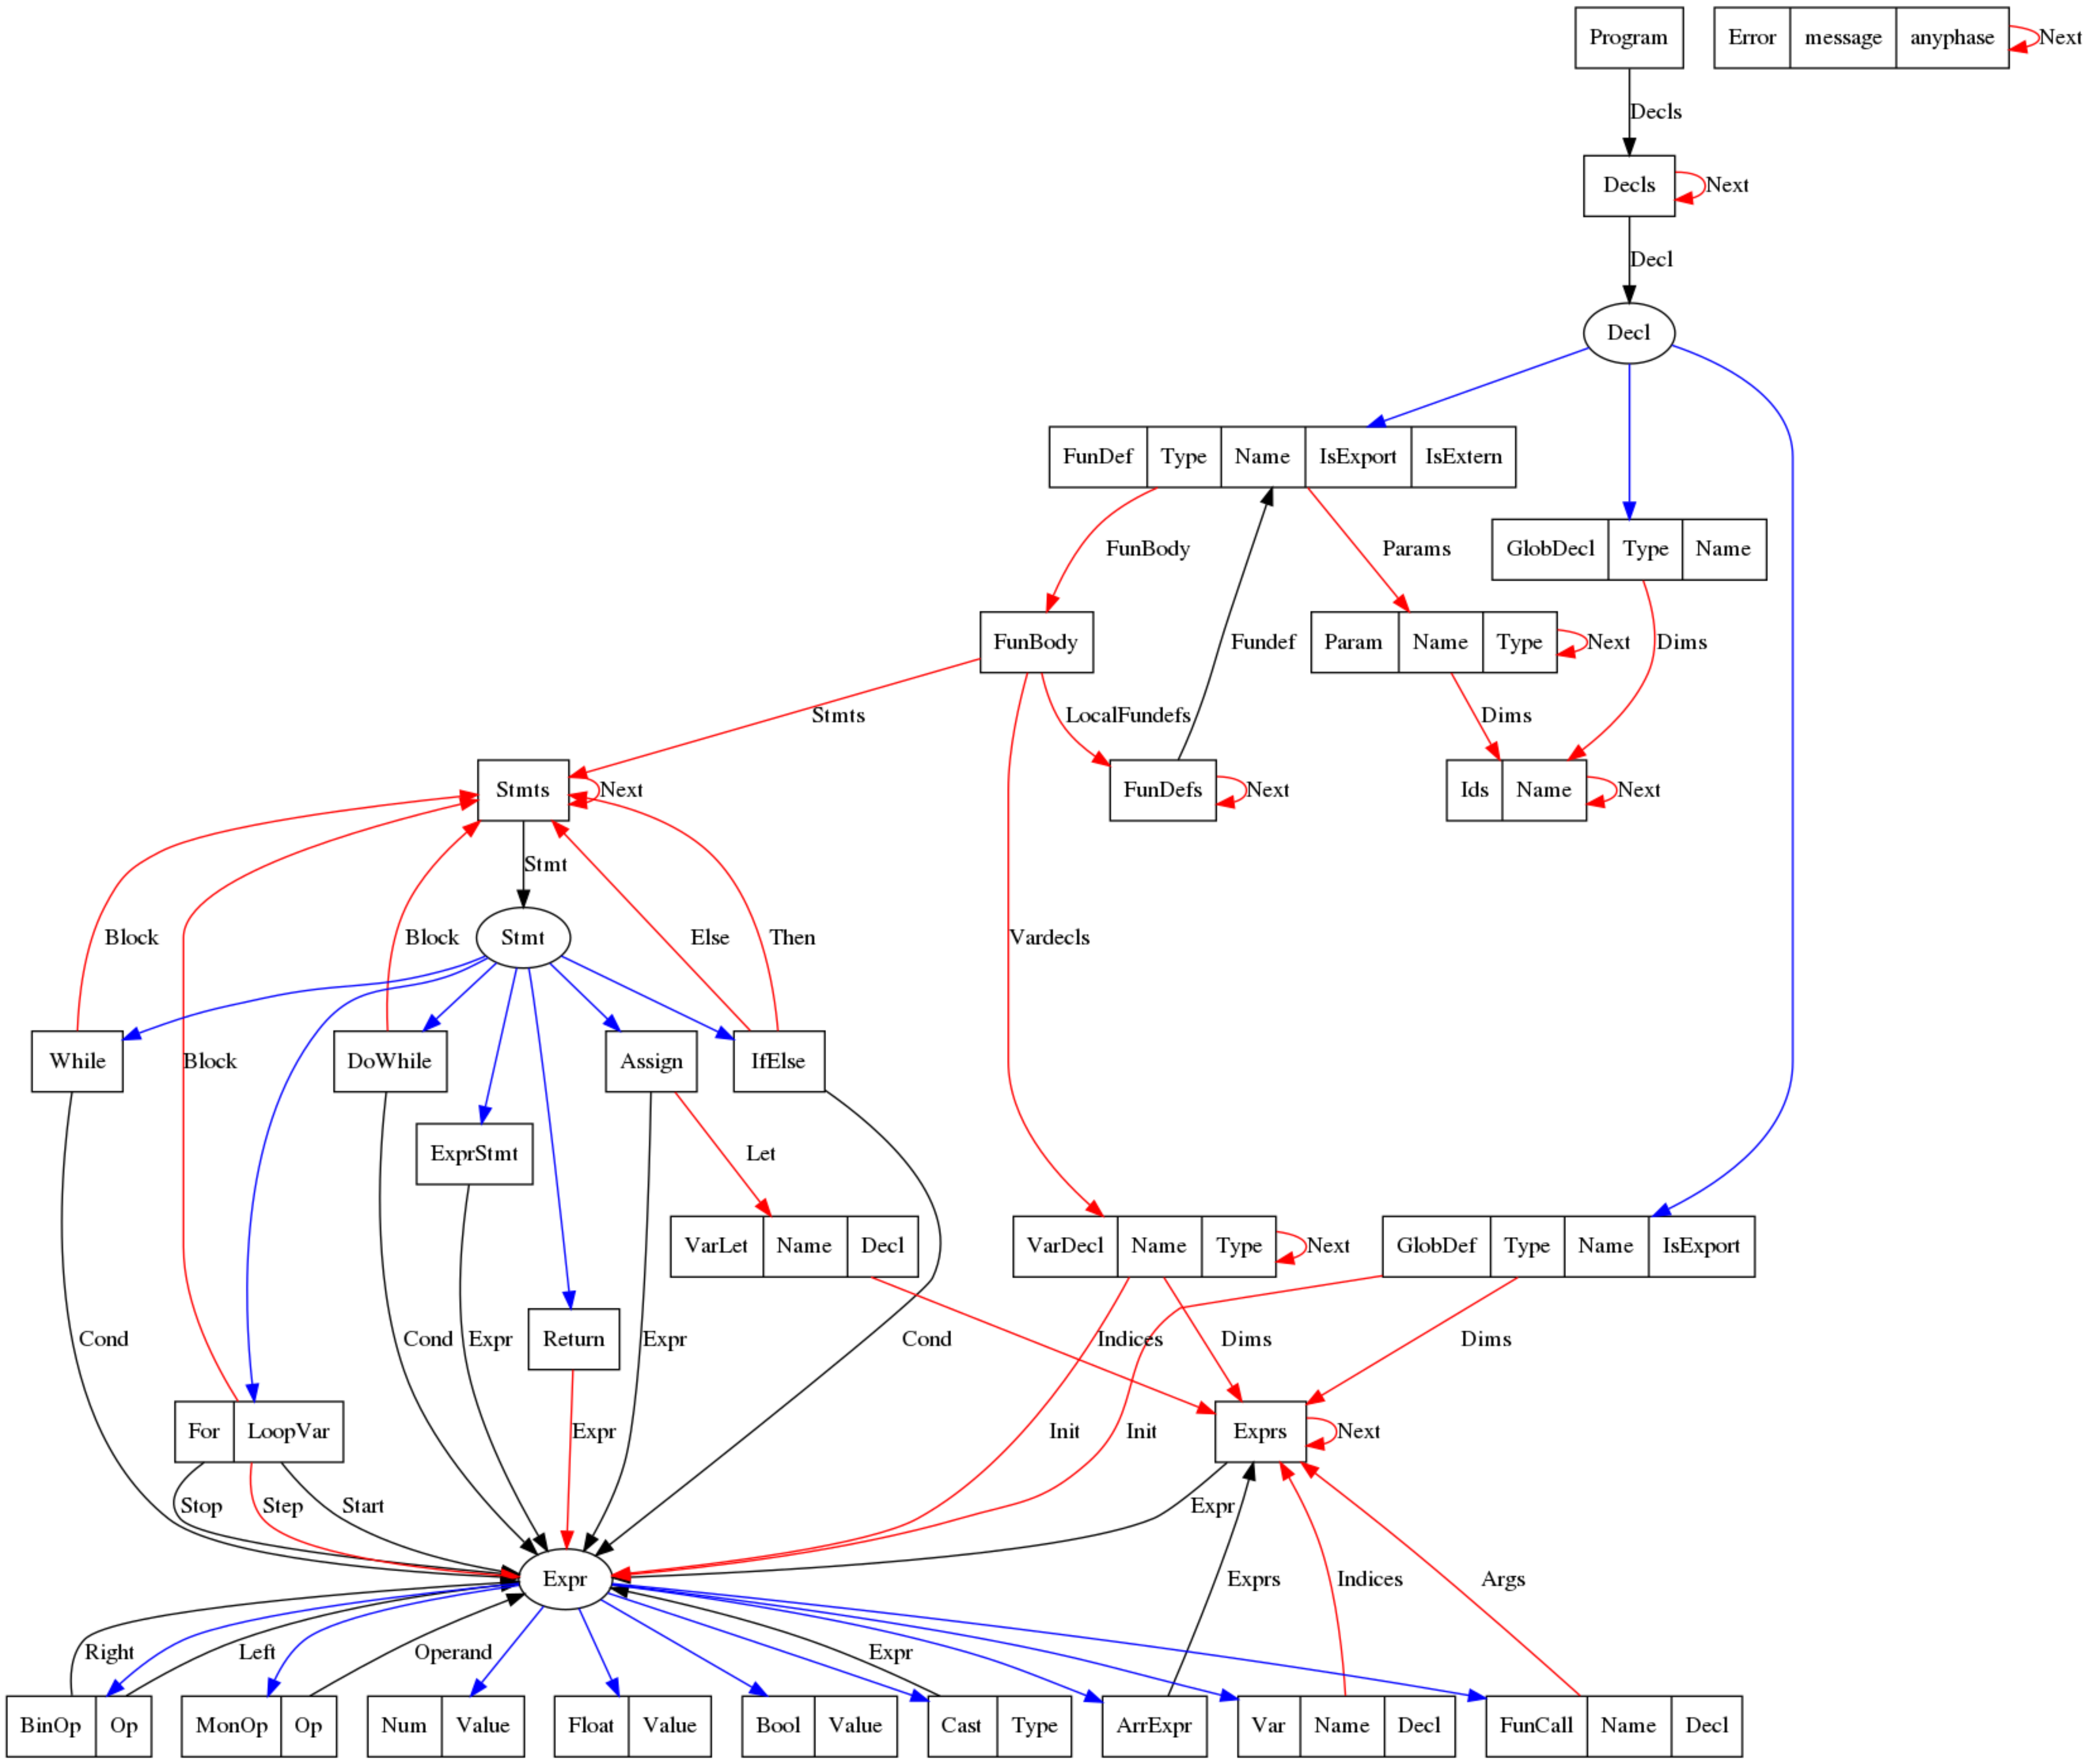 Program
Error message anyphase
Next
Decls
Decls
Next
Decl
Decl
FunDef Type Name IsExport IsExtern
GlobDecl Type Name
FunBody
Params
FunBody
Fundef
Param Name Type
Next
Dims
Stmts
LocalFundefs
Dims
Stmts
Next
FunDefs
Next
Ids Name
Next
Stmt
Block
Block
Stmt
Else
Then
Vardecls
While
Block
DoWhile
Assign
IfElse
ExprStmt
Let
VarLet Name Decl
VarDecl Name Type
Next
GlobDef Type Name IsExport
Cond
Cond
Expr
Return
Expr
Cond
Indices
Dims
Dims
For LoopVar
Expr
Init
Init
Exprs
Next
Stop
Step
Start
Expr
Expr
Exprs
Indices
Args
Right
Left
Operand
Expr
BinOp Op
MonOp Op
Num Value
Float Value
Bool Value
Cast Type
ArrExpr
Var Name Decl
FunCall Name Decl